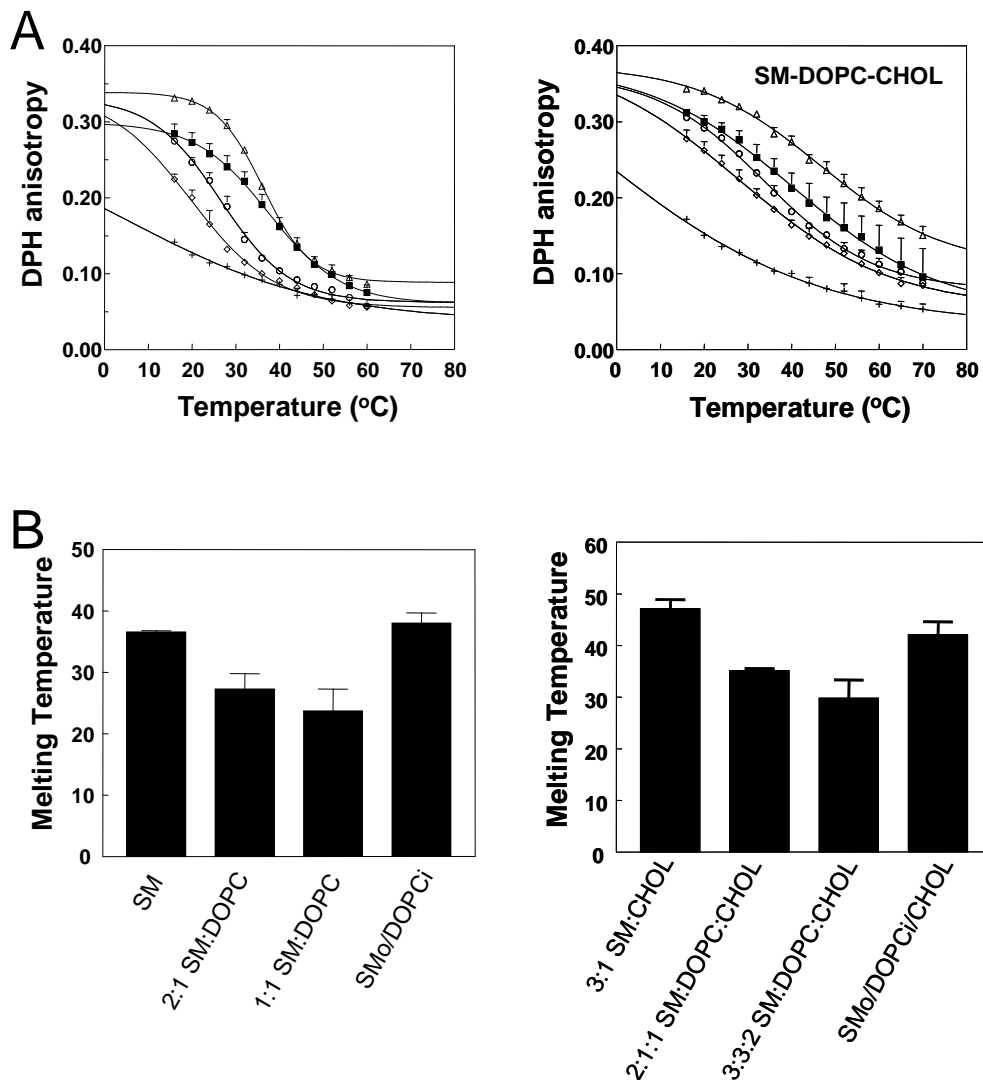 A
0.40
0.30
0.20
0.10
0.00
DPH anisotropy
0 10 20 30 40 50 60 70 80
Temperature (ºC)
SM-DOPC-CHOL
0.40
0.30
0.20
0.10
0.00
DPH anisotropy
0 10 20 30 40 50 60 70 80
Temperature (ºC)
B
50
40
30
20
10
0
Melting Temperature
SM
2:1 SM:DOPC
1:1 SM:DOPC
SMo/DOPCi
60
50
40
30
20
10
0
Melting Temperature
3:1 SM:CHOL
2:1:1 SM:DOPC:CHOL
3:3:2 SM:DOPC:CHOL
SMo/DOPCi/CHOL